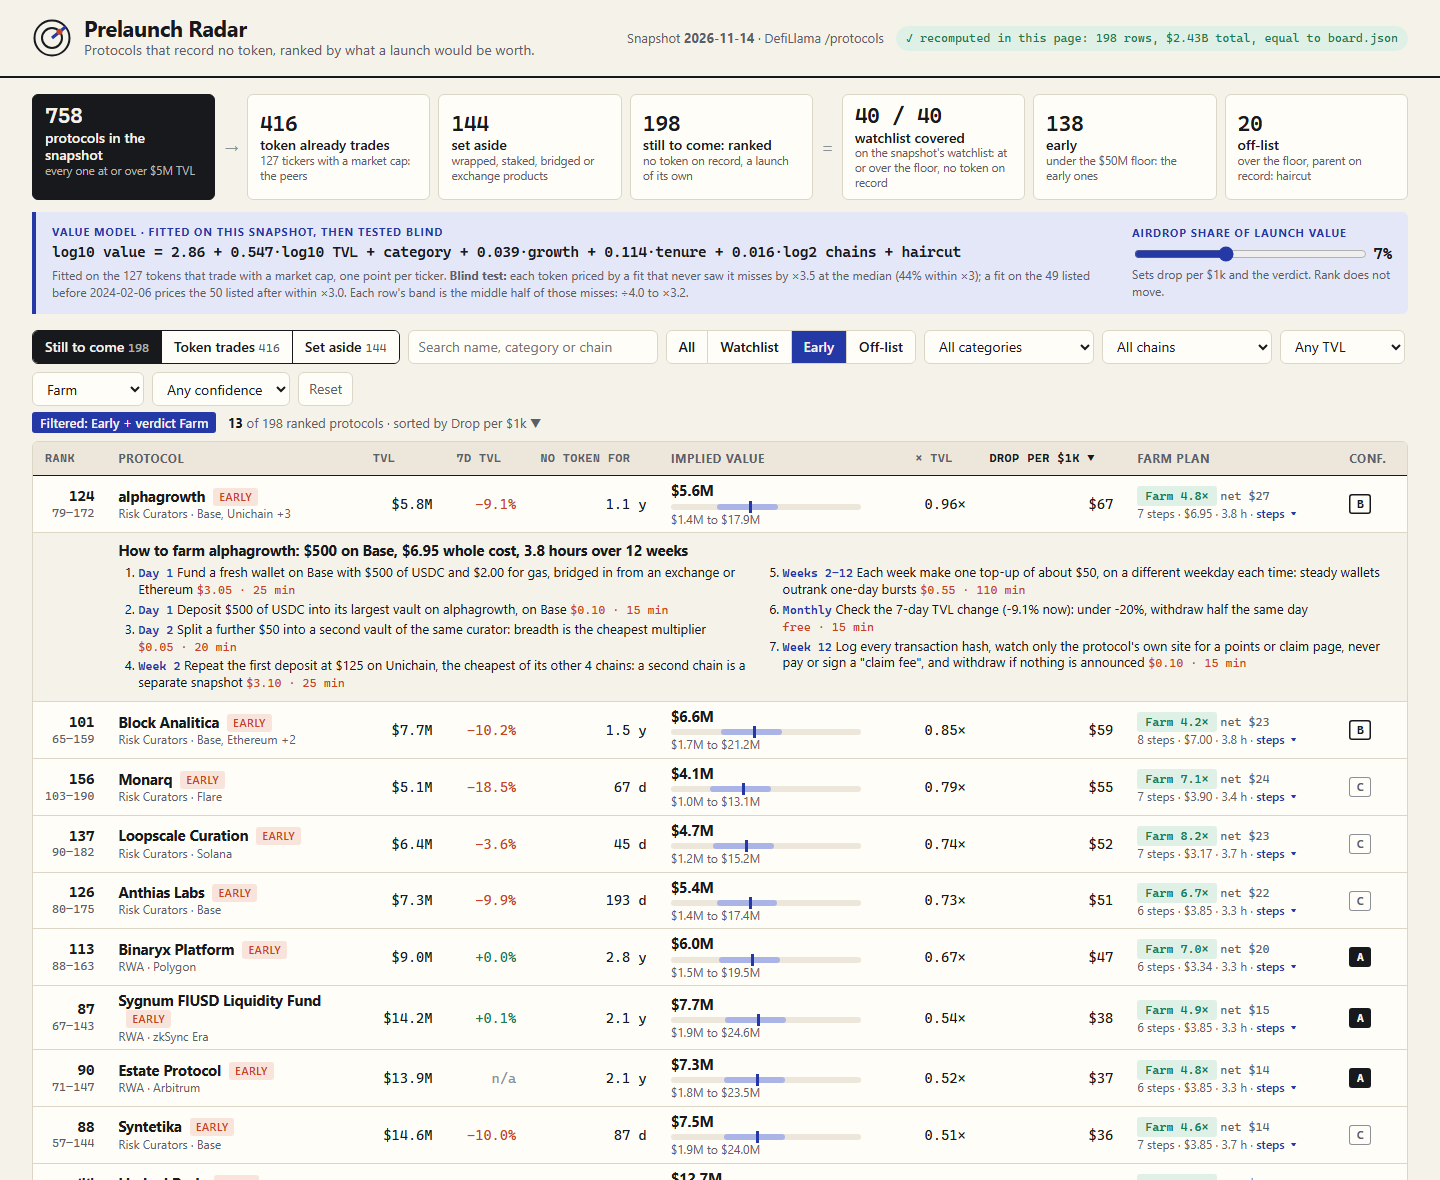 Prelaunch Radar
Protocols that record no token, ranked by what a launch would be worth.
Snapshot 2026-11-14 · DefiLlama /protocols
✓ recomputed in this page: 198 rows, $2.43B total, equal to board.json
758
protocols in the
snapshot
every one at or over $5M TVL
→
416
token already trades
127 tickers with a market cap:
the peers
144
set aside
wrapped, staked, bridged or
exchange products
198
still to come: ranked
no token on record, a launch
of its own
=
40 / 40
watchlist covered
on the snapshot's watchlist: at
or over the floor, no token on
record
138
early
under the $50M floor: the
early ones
20
off-list
over the floor, parent on
record: haircut
VALUE MODEL · FITTED ON THIS SNAPSHOT, THEN TESTED BLIND
log10 value = 2.86 + 0.547·log10 TVL + category + 0.039·growth + 0.114·tenure + 0.016·log2 chains + haircut
Fitted on the 127 tokens that trade with a market cap, one point per ticker. Blind test: each token priced by a fit that never saw it misses by ×3.5 at the median (44% within ×3); a fit on the 49 listed
before 2024-02-06 prices the 50 listed after within ×3.0. Each row's band is the middle half of those misses: ÷4.0 to ×3.2.
AIRDROP SHARE OF LAUNCH VALUE
7%
Sets drop per $1k and the verdict. Rank does not
move.
Still to come 198
Token trades 416
Set aside 144
Search name, category or chain
All
Watchlist
Early
Off-list
All categories
All chains
Any TVL
Farm
Any confidence
Reset
Filtered: Early + verdict Farm
13 of 198 ranked protocols · sorted by Drop per $1k ▼
RANK PROTOCOL TVL 7D TVL NO TOKEN FOR IMPLIED VALUE × TVL DROP PER $1K ▼ FARM PLAN CONF.
124 alphagrowth EARLY $5.8M −9.1% 1.1 y $5.6M 0.96× $67 Farm 4.8× net $27 B
79–172 Risk Curators · Base, Unichain +3 $1.4M to $17.9M 7 steps · $6.95 · 3.8 h · steps ▾
How to farm alphagrowth: $500 on Base, $6.95 whole cost, 3.8 hours over 12 weeks
1. Day 1 Fund a fresh wallet on Base with $500 of USDC and $2.00 for gas, bridged in from an exchange or
Ethereum $3.05 · 25 min
2. Day 1 Deposit $500 of USDC into its largest vault on alphagrowth, on Base $0.10 · 15 min
3. Day 2 Split a further $50 into a second vault of the same curator: breadth is the cheapest multiplier
$0.05 · 20 min
4. Week 2 Repeat the first deposit at $125 on Unichain, the cheapest of its other 4 chains: a second chain is a
separate snapshot $3.10 · 25 min
5. Weeks 2–12 Each week make one top-up of about $50, on a different weekday each time: steady wallets
outrank one-day bursts $0.55 · 110 min
6. Monthly Check the 7-day TVL change (-9.1% now): under -20%, withdraw half the same day
free · 15 min
7. Week 12 Log every transaction hash, watch only the protocol's own site for a points or claim page, never
pay or sign a "claim fee", and withdraw if nothing is announced $0.10 · 15 min
101 Block Analitica EARLY $7.7M −10.2% 1.5 y $6.6M 0.85× $59 Farm 4.2× net $23 B
65–159 Risk Curators · Base, Ethereum +2 $1.7M to $21.2M 8 steps · $7.00 · 3.8 h · steps ▾
156 Monarq EARLY $5.1M −18.5% 67 d $4.1M 0.79× $55 Farm 7.1× net $24 C
103–190 Risk Curators · Flare $1.0M to $13.1M 7 steps · $3.90 · 3.4 h · steps ▾
137 Loopscale Curation EARLY $6.4M −3.6% 45 d $4.7M 0.74× $52 Farm 8.2× net $23 C
90–182 Risk Curators · Solana $1.2M to $15.2M 7 steps · $3.17 · 3.7 h · steps ▾
126 Anthias Labs EARLY $7.3M −9.9% 193 d $5.4M 0.73× $51 Farm 6.7× net $22 C
80–175 Risk Curators · Base $1.4M to $17.4M 6 steps · $3.85 · 3.3 h · steps ▾
113 Binaryx Platform EARLY $9.0M +0.0% 2.8 y $6.0M 0.67× $47 Farm 7.0× net $20 A
88–163 RWA · Polygon $1.5M to $19.5M 6 steps · $3.34 · 3.3 h · steps ▾
87 Sygnum FIUSD Liquidity Fund EARLY $14.2M +0.1% 2.1 y $7.7M 0.54× $38 Farm 4.9× net $15 A
67–143 RWA · zkSync Era $1.9M to $24.6M 6 steps · $3.85 · 3.3 h · steps ▾
90 Estate Protocol EARLY $13.9M n/a 2.1 y $7.3M 0.52× $37 Farm 4.8× net $14 A
71–147 RWA · Arbitrum $1.8M to $23.5M 6 steps · $3.85 · 3.3 h · steps ▾
88 Syntetika EARLY $14.6M −10.0% 87 d $7.5M 0.51× $36 Farm 4.6× net $14 C
57–144 Risk Curators · Base $1.9M to $24.0M 7 steps · $3.85 · 3.7 h · steps ▾
$12.7M